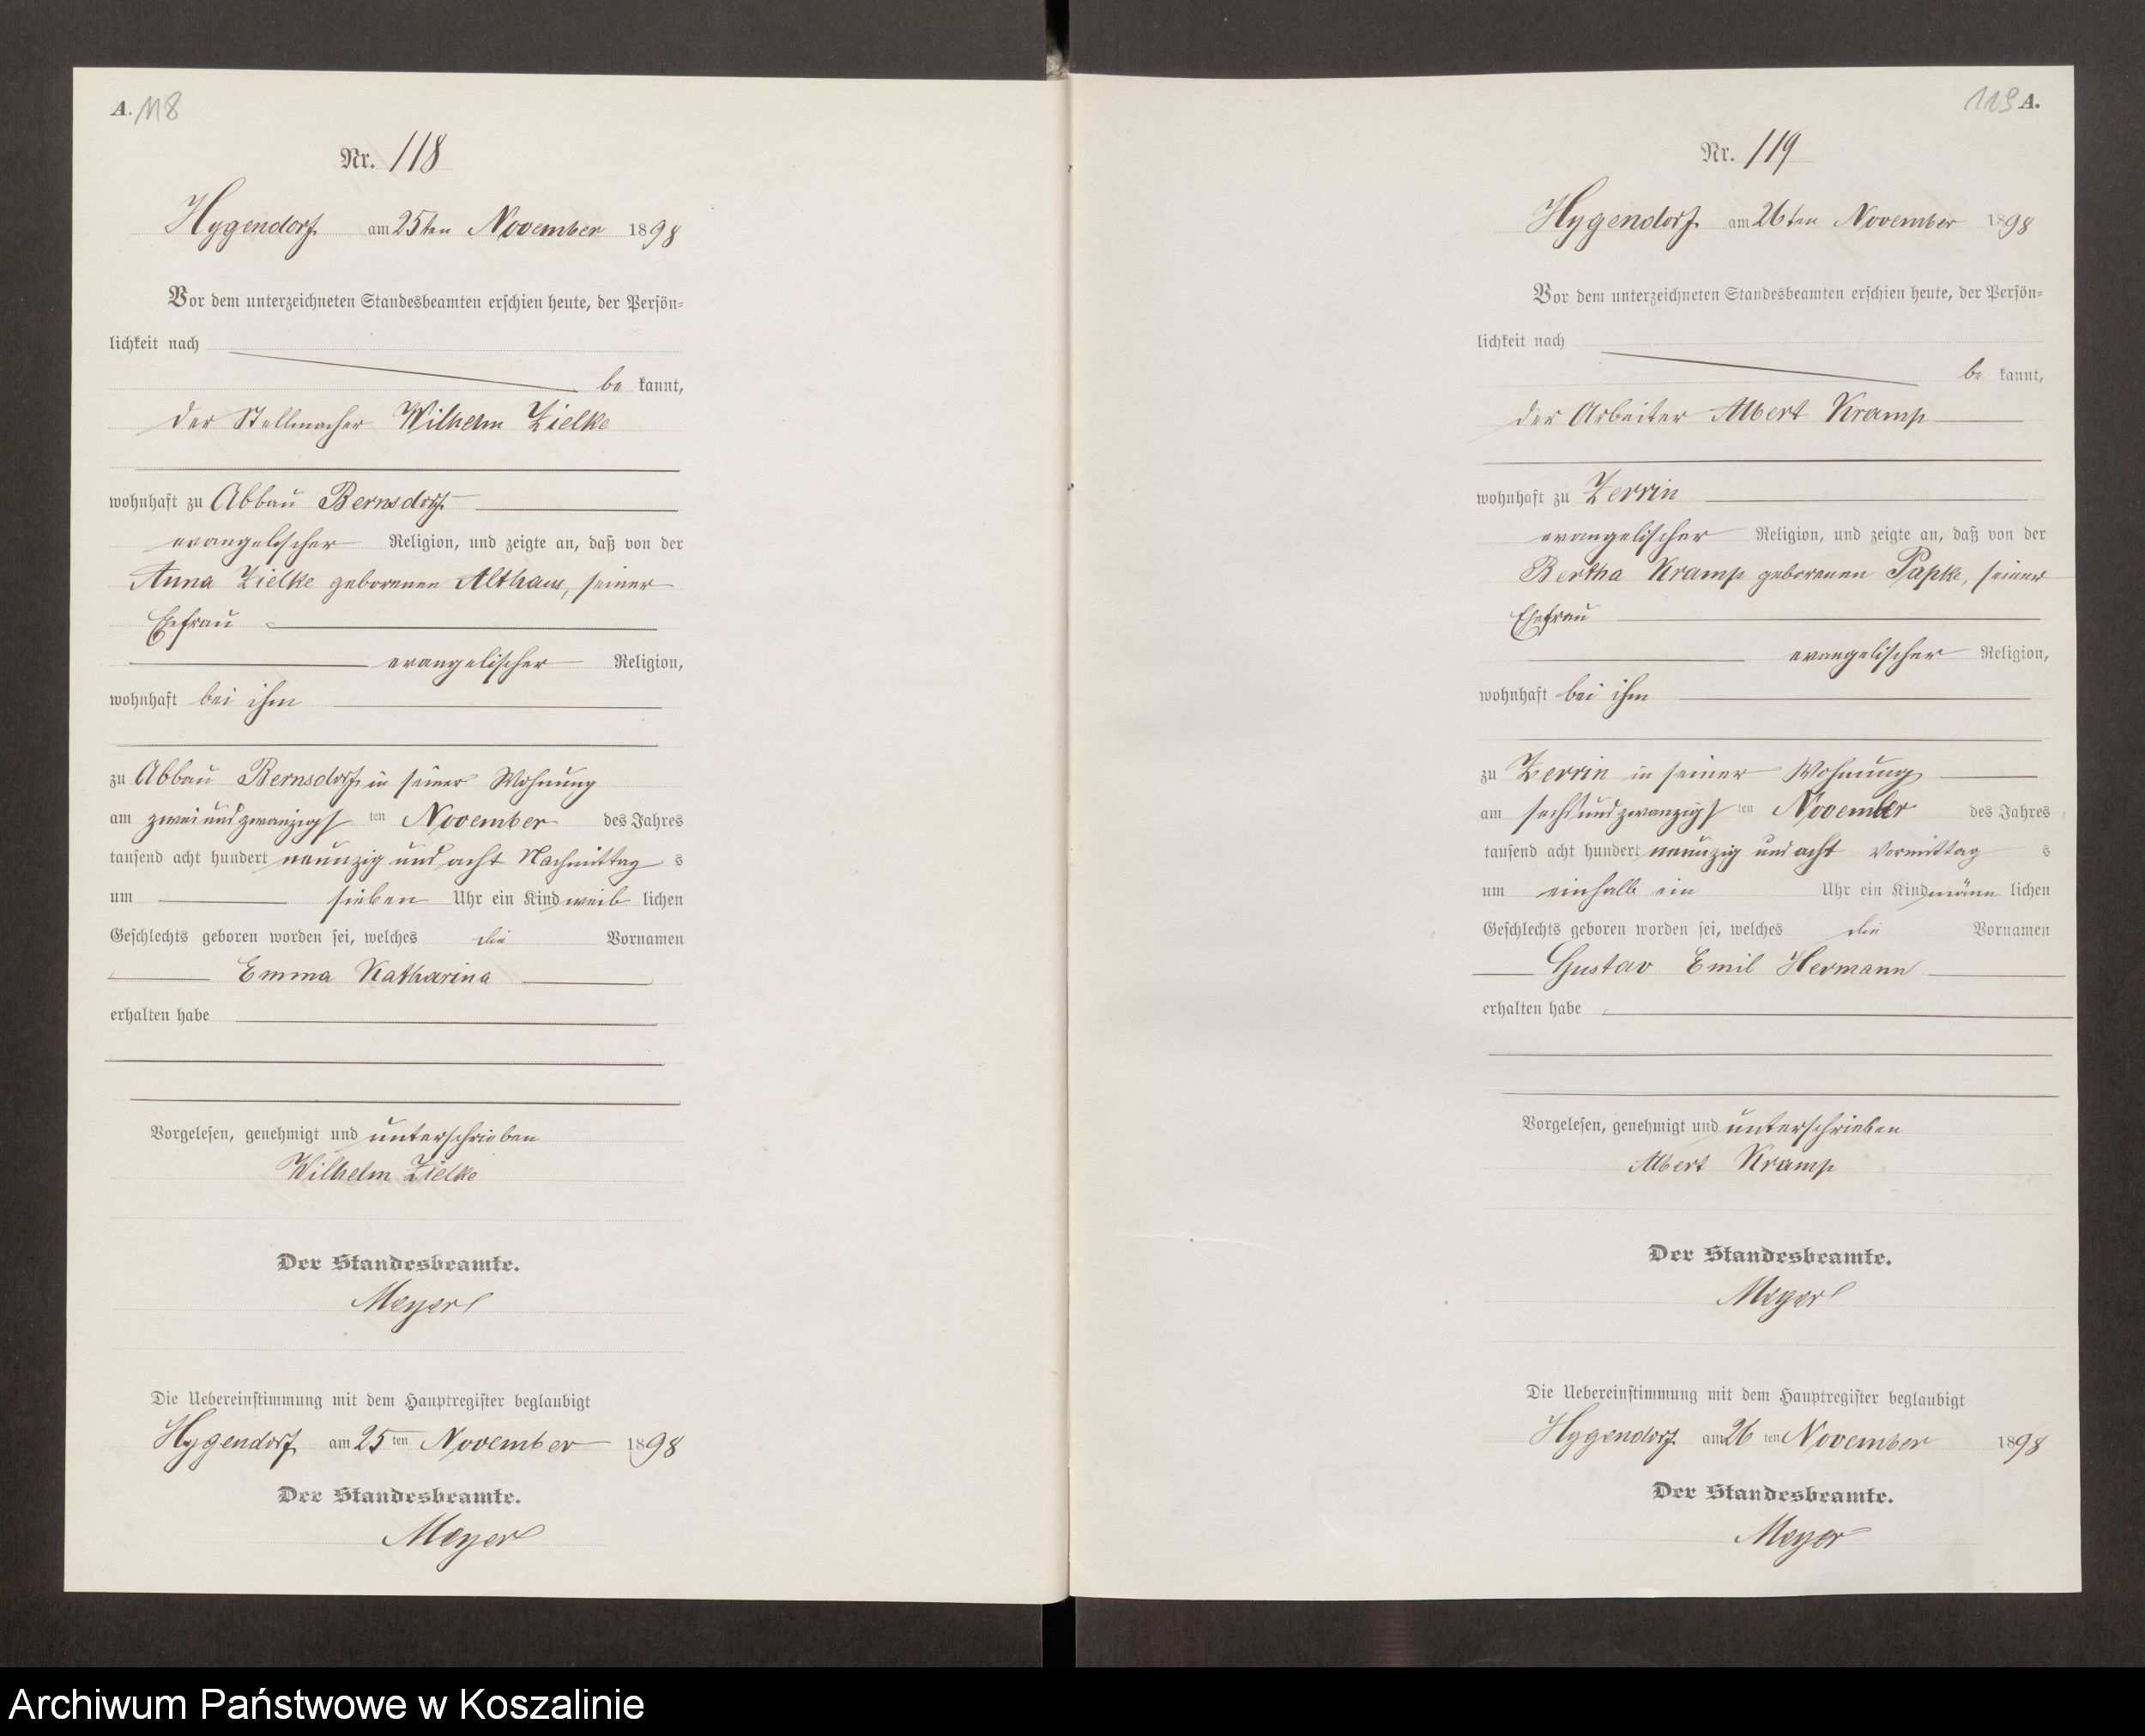 A. 118
Nr. 118
Hygendorf am 25ten November 1898
Vor dem unterzeichneten Standesbeamten erschien heute, der Persön=
lichkeit nach
be kannt,
der Stellmacher Wilhelm Zielke
wohnhaft zu Abbau Bernsdorf
evangelischer Religion, und zeigte an, daß von der
Anna Zielke geborenen Althaus, seiner
Ehefrau
evangelischer Religion,
wohnhaft bei ihm
zu Abbau Bernsdorf in seiner Wohnung
am zweiundzwanzigsten November des Jahres
tausend acht hundert neunzig und acht Nachmittag s
um sieben Uhr ein Kind weib lichen
Geschlechts geboren worden sei, welches die Vornamen
Emma Katharina
erhalten habe
Vorgelesen, genehmigt und unterschrieben
Wilhelm Zielke
Der Standesbeamte.
Meyer
Die Uebereinstimmung mit dem Hauptregister beglaubigt
Hygendorf am 25 ten November 1898
Der Standesbeamte.
Meyer
119 A.
Nr. 119
Hygendorf am 26ten November 1898
Vor dem unterzeichneten Standesbeamten erschien heute, der Persön=
lichkeit nach
be kannt,
der Arbeiter Albert Kramp
wohnhaft zu Zerrin
evangelischer Religion, und zeigte an, daß von der
Bertha Kramp geborenen Papke, seiner
Ehefrau
evangelischer Religion,
wohnhaft bei ihm
zu Zerrin in seiner Wohnung
am sechsundzwanzigsten November des Jahres
tausend acht hundert neunzig und acht Vormittag s
um einhalb ein Uhr ein Kind männ lichen
Geschlechts geboren worden sei, welches die Vornamen
Gustav Emil Hermann
erhalten habe
Vorgelesen, genehmigt und unterschrieben
Albert Kramp
Der Standesbeamte.
Meyer
Die Uebereinstimmung mit dem Hauptregister beglaubigt
Hygendorf am 26 ten November 1898
Der Standesbeamte.
Meyer
Archiwum Państwowe w Koszalinie